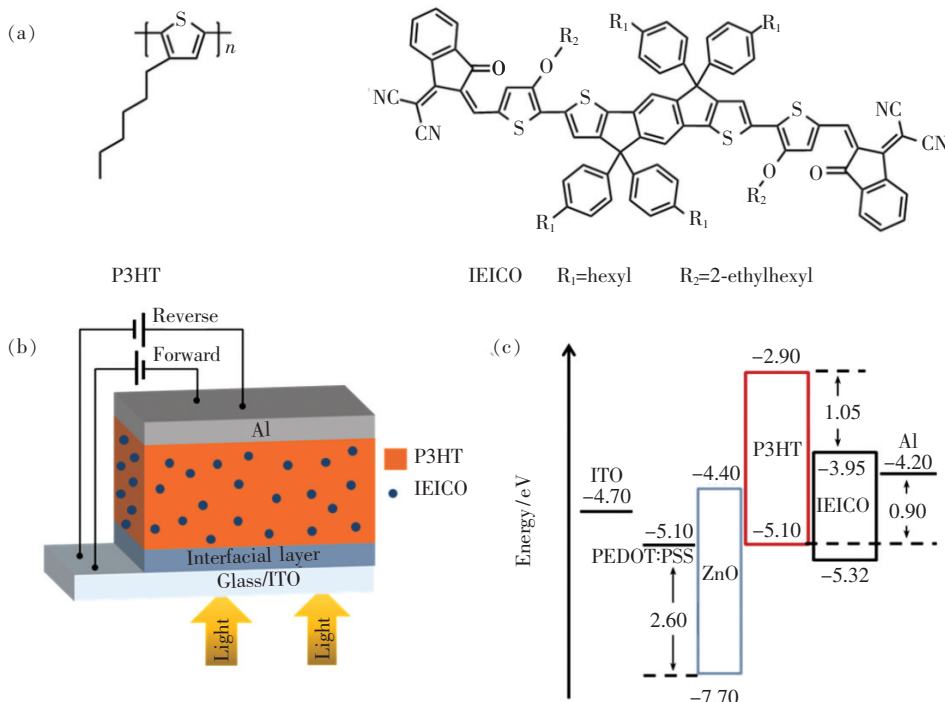 (a)
S
n
R₁
R₁
R₂
O
O
NC
CN
S
S
S
S
O
R₂
O
NC
CN
R₁
R₁
P3HT
IEICO R₁=hexyl R₂=2-ethylhexyl
(b)
Reverse
Forward
Al
P3HT
IEICO
Interfacial layer
Glass/ITO
Light
Light
(c)
Energy/eV
ITO
−4.70
−5.10
PEDOT:PSS
2.60
−4.40
ZnO
−7.70
−2.90
P3HT
−5.10
1.05
−3.95
IEICO
−5.32
Al
−4.20
0.90